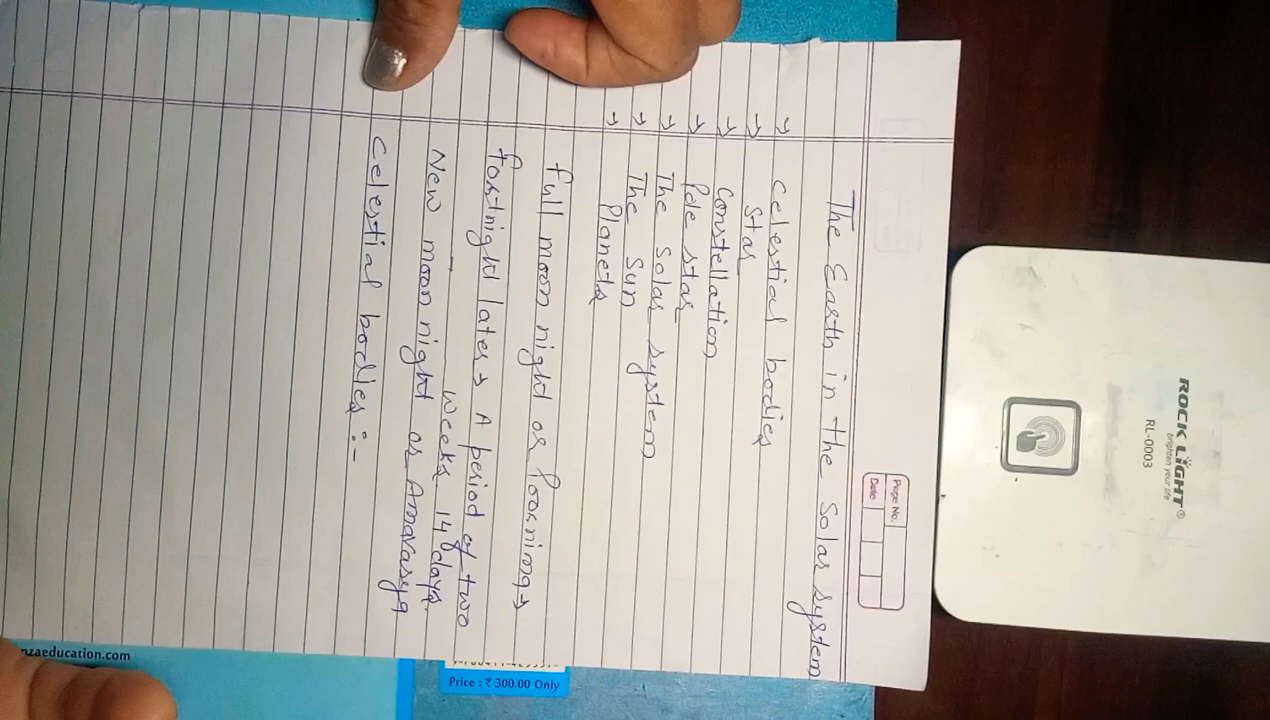 The Earth in the Solar system
→ Celestial bodies
→ Star
→ Constellation
→ Pole star
→ The Solar system
→ The Sun
→ Planets
full moon night or Poornima→
fortnight later→ A period of two
weeks 14 days.
New moon night or Amavasya
Celestial bodies :-
Page No.
Date
ROCK LIGHT®
brighten your life
RL-0003
nzaeducation.com
Price : ₹ 300.00 Only